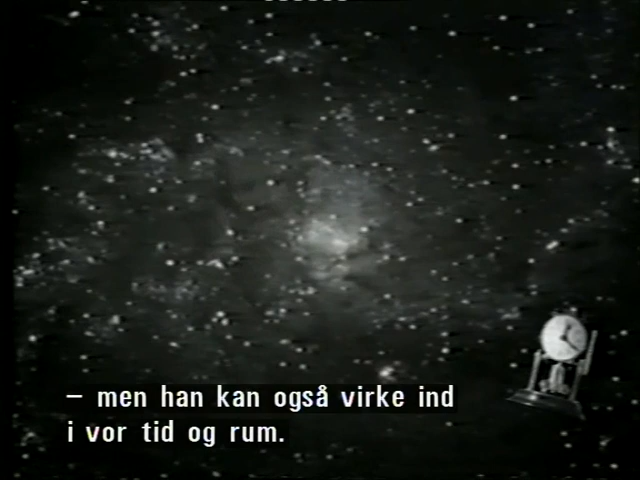 – men han kan også virke ind
i vor tid og rum.